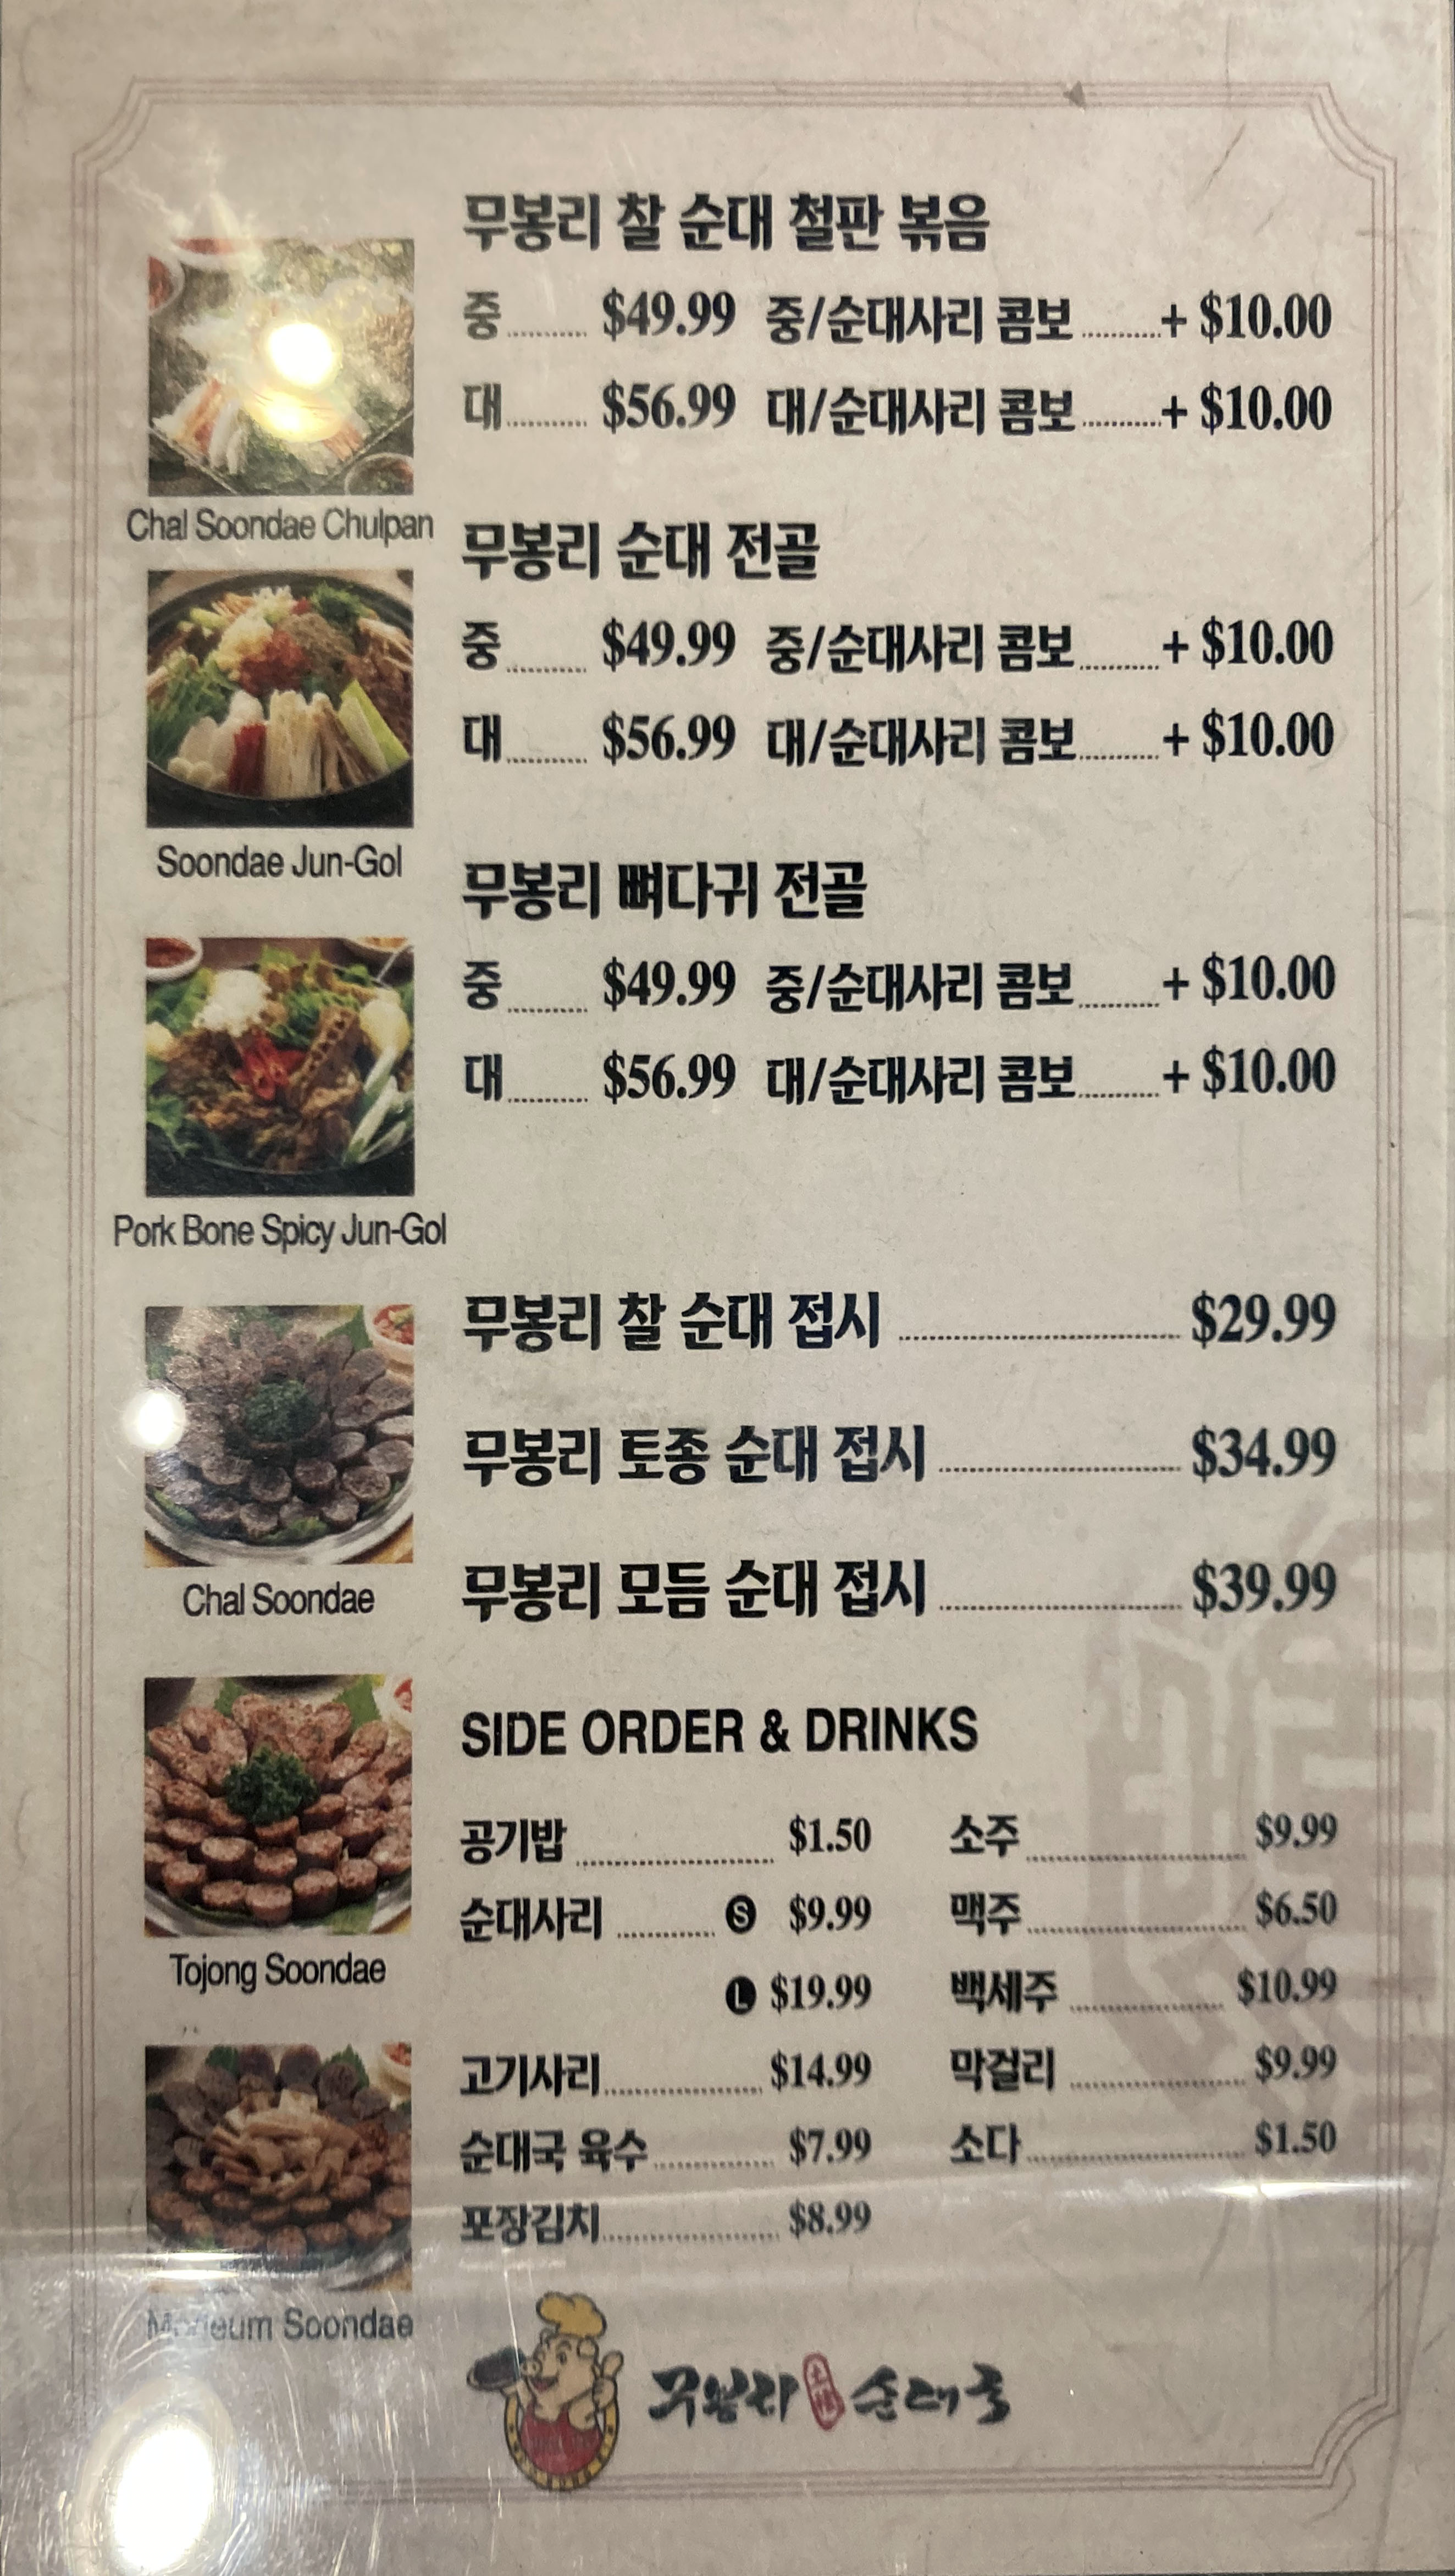 무봉리 찰 순대 철판 볶음
중 $49.99 중/순대사리 콤보 + $10.00
대 $56.99 대/순대사리 콤보 + $10.00
Chal Soondae Chulpan
무봉리 순대 전골
중 $49.99 중/순대사리 콤보 + $10.00
대 $56.99 대/순대사리 콤보 + $10.00
Soondae Jun-Gol
무봉리 뼈다귀 전골
중 $49.99 중/순대사리 콤보 + $10.00
대 $56.99 대/순대사리 콤보 + $10.00
Pork Bone Spicy Jun-Gol
무봉리 찰 순대 접시 $29.99
무봉리 토종 순대 접시 $34.99
Chal Soondae
무봉리 모듬 순대 접시 $39.99
SIDE ORDER & DRINKS
공기밥 $1.50 소주 $9.99
순대사리 S $9.99 맥주 $6.50
Tojong Soondae
L $19.99 백세주 $10.99
고기사리 $14.99 막걸리 $9.99
순대국 육수 $7.99 소다 $1.50
포장김치 $8.99
Soondae
무봉리 순대국